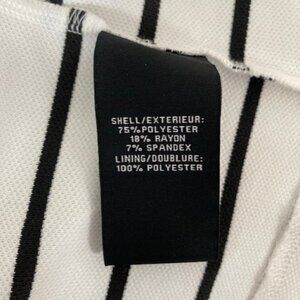 SHELL/EXTERIEUR:
75% POLYESTER
18% RAYON
7% SPANDEX
LINING/DOUBLURE:
100% POLYESTER